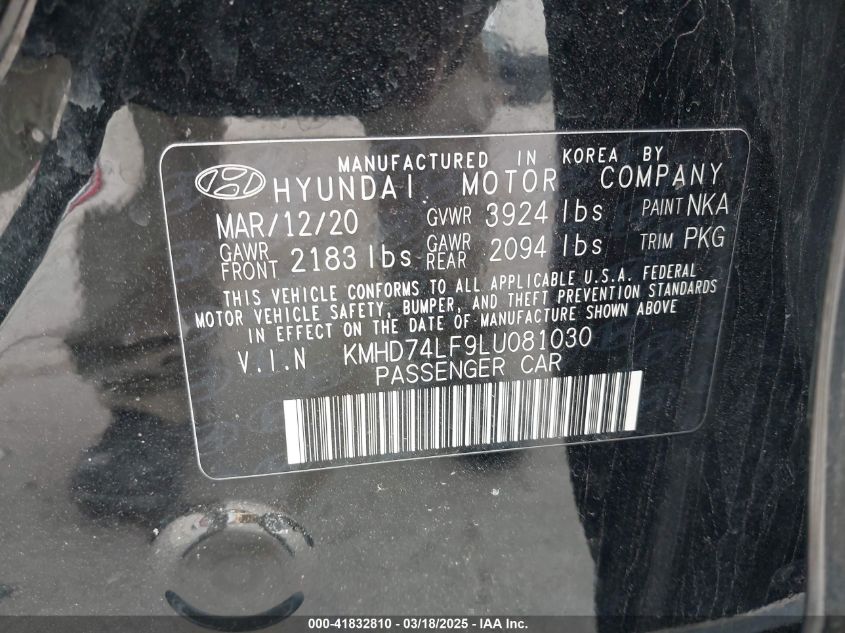 MANUFACTURED IN KOREA BY
HYUNDAI MOTOR COMPANY
MAR/12/20 GVWR 3924 lbs PAINT NKA
GAWR FRONT 2183 lbs GAWR REAR 2094 lbs TRIM PKG
THIS VEHICLE CONFORMS TO ALL APPLICABLE U.S.A. FEDERAL
MOTOR VEHICLE SAFETY, BUMPER, AND THEFT PREVENTION STANDARDS
IN EFFECT ON THE DATE OF MANUFACTURE SHOWN ABOVE
V.I.N KMHD74LF9LU081030
PASSENGER CAR
000-41832810 - 03/18/2025 - IAA Inc.